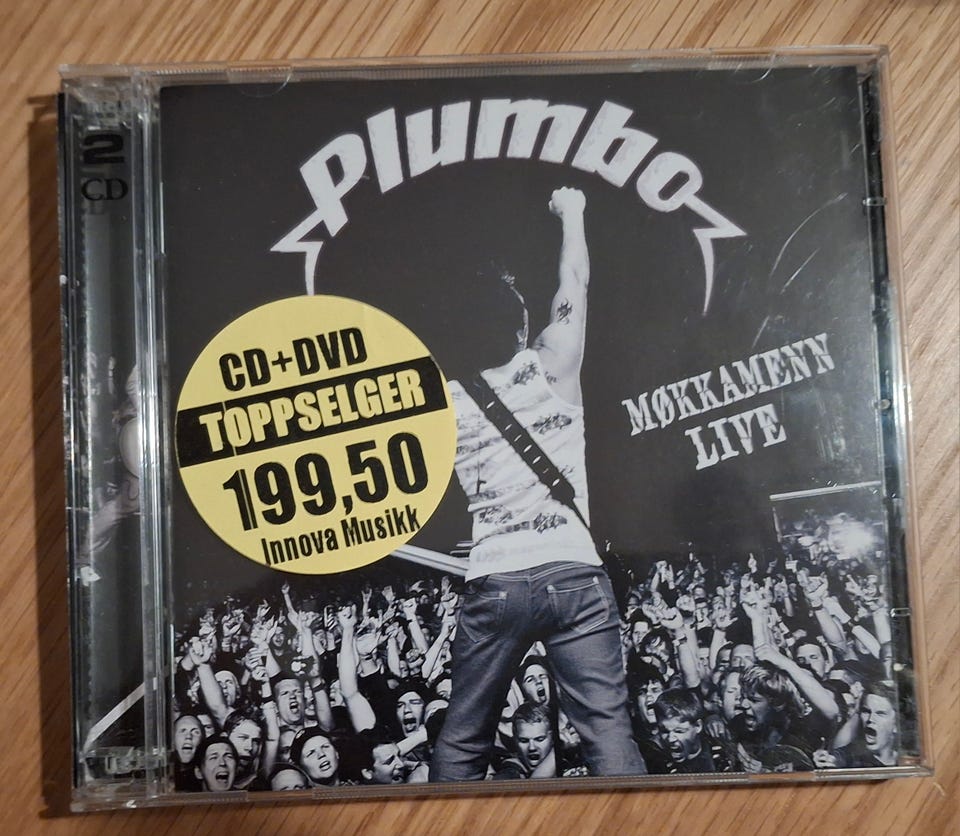 Plumbo
2
CD
CD+DVD
TOPPSELGER
199,50
Innova Musikk
MØKKAMENN
LIVE